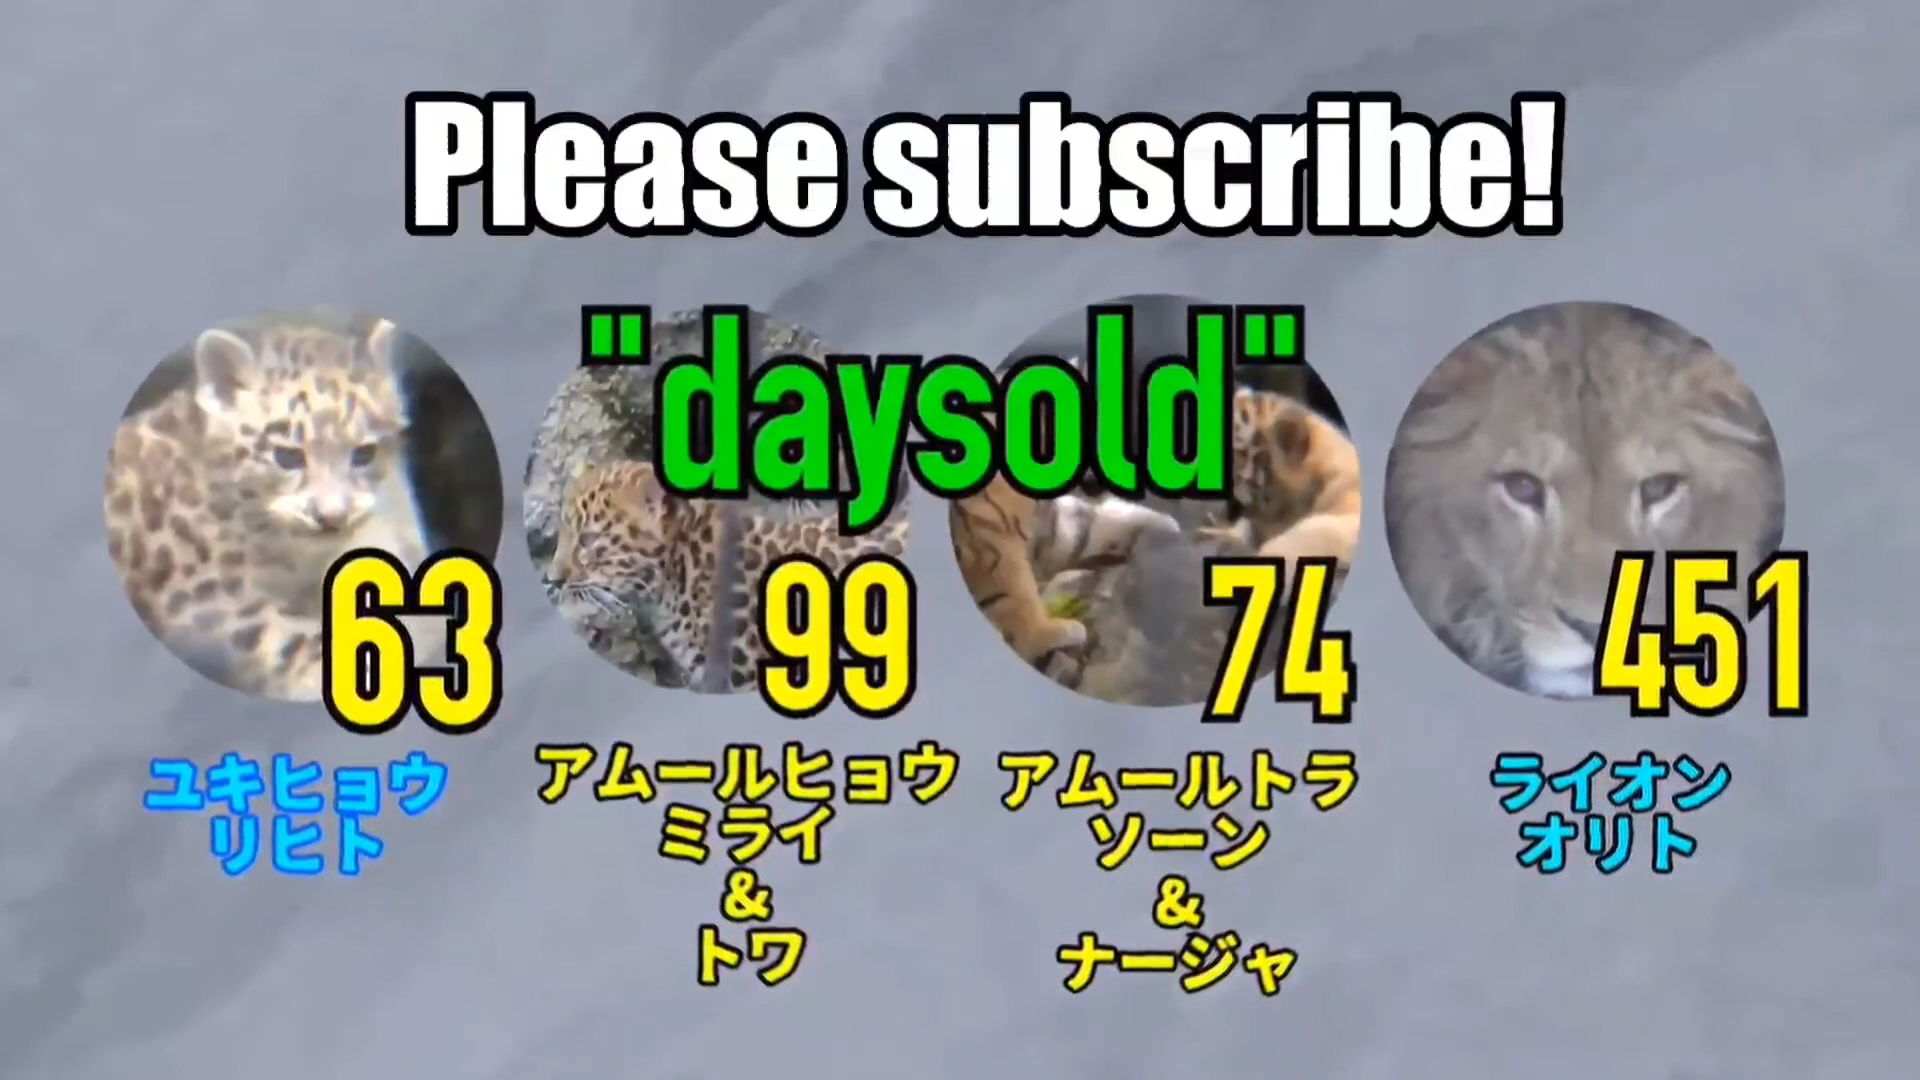 Please subscribe!
"daysold"
63
99
74
451
ユキヒョウ
リヒト
アムールヒョウ
ミライ
&
トワ
アムールトラ
ソーン
&
ナージャ
ライオン
オリト